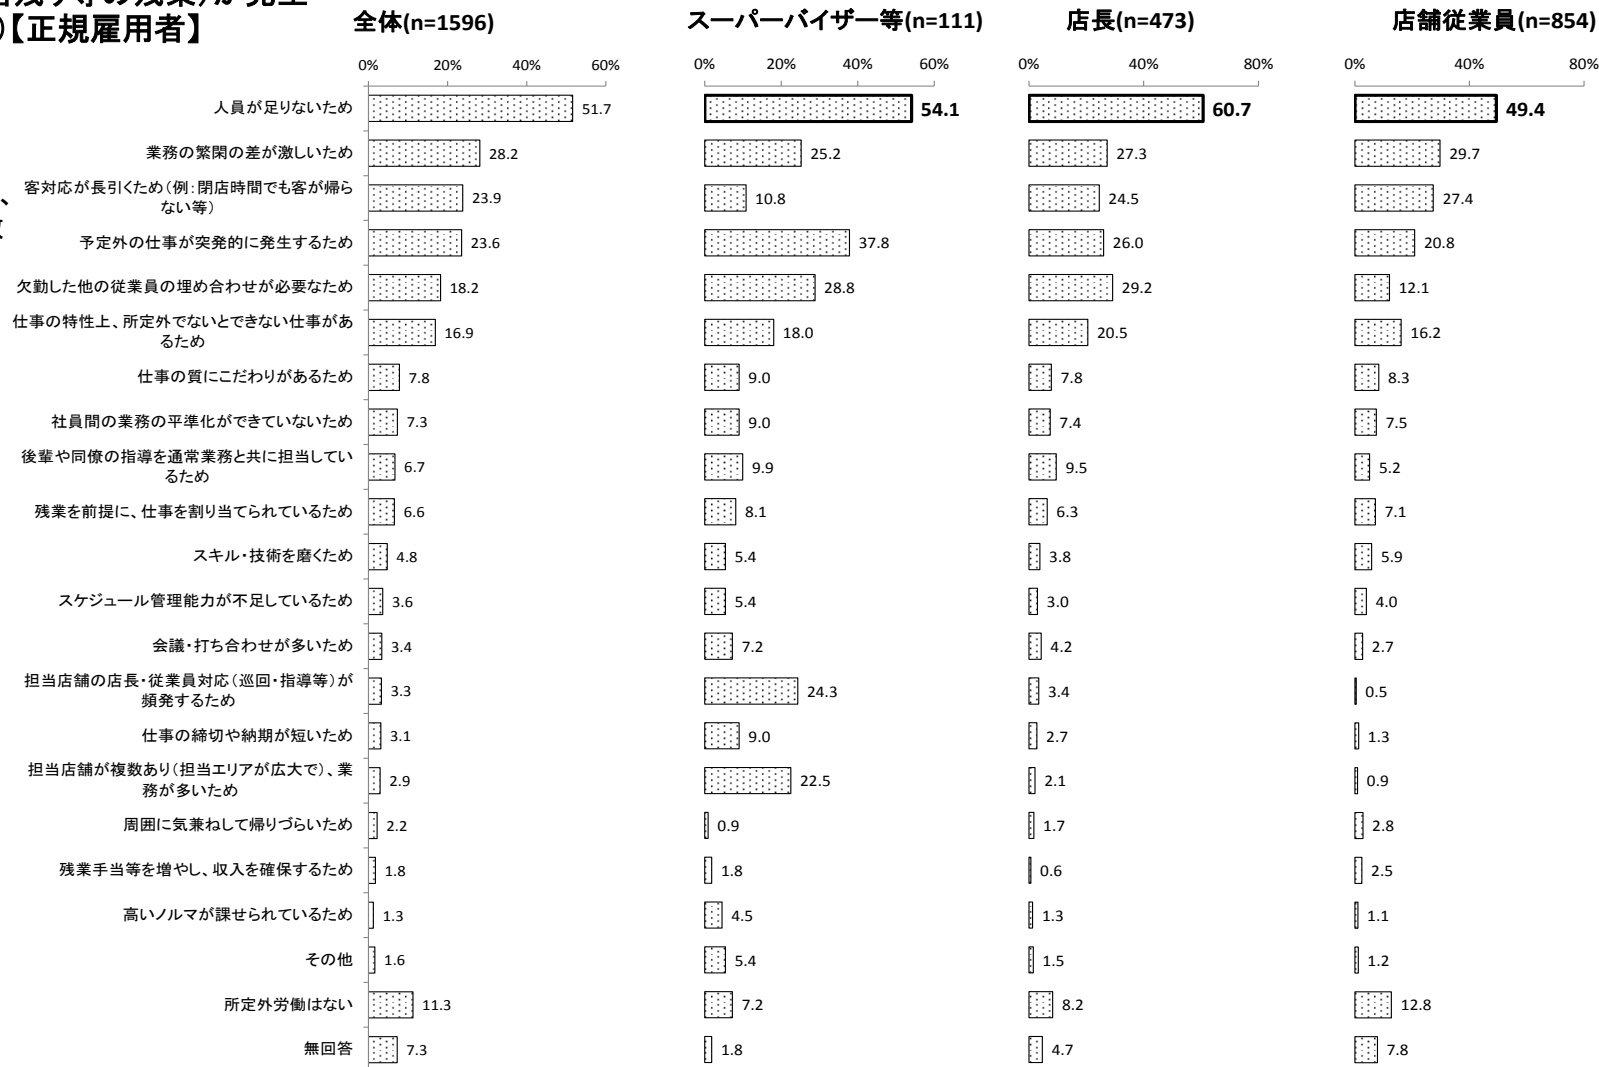 )【正規雇用者】
全体(n=1596)
スーパーバイザー等(n=111)
店長(n=473)
店舗従業員(n=854)
0% 20% 40% 60%
0% 20% 40% 60%
0% 40% 80%
0% 40% 80%
人員が足りないため 51.7 54.1 60.7 49.4
業務の繁閑の差が激しいため 28.2 25.2 27.3 29.7
客対応が長引くため(例:閉店時間でも客が帰ら
ない等) 23.9 10.8 24.5 27.4
予定外の仕事が突発的に発生するため 23.6 37.8 26.0 20.8
欠勤した他の従業員の埋め合わせが必要なため 18.2 28.8 29.2 12.1
仕事の特性上、所定外でないとできない仕事があ
るため 16.9 18.0 20.5 16.2
仕事の質にこだわりがあるため 7.8 9.0 7.8 8.3
社員間の業務の平準化ができていないため 7.3 9.0 7.4 7.5
後輩や同僚の指導を通常業務と共に担当してい
るため 6.7 9.9 9.5 5.2
残業を前提に、仕事を割り当てられているため 6.6 8.1 6.3 7.1
スキル・技術を磨くため 4.8 5.4 3.8 5.9
スケジュール管理能力が不足しているため 3.6 5.4 3.0 4.0
会議・打ち合わせが多いため 3.4 7.2 4.2 2.7
担当店舗の店長・従業員対応(巡回・指導等)が
頻発するため 3.3 24.3 3.4 0.5
仕事の締切や納期が短いため 3.1 9.0 2.7 1.3
担当店舗が複数あり(担当エリアが広大で)、業
務が多いため 2.9 22.5 2.1 0.9
周囲に気兼ねして帰りづらいため 2.2 0.9 1.7 2.8
残業手当等を増やし、収入を確保するため 1.8 1.8 0.6 2.5
高いノルマが課せられているため 1.3 4.5 1.3 1.1
その他 1.6 5.4 1.5 1.2
所定外労働はない 11.3 7.2 8.2 12.8
無回答 7.3 1.8 4.7 7.8